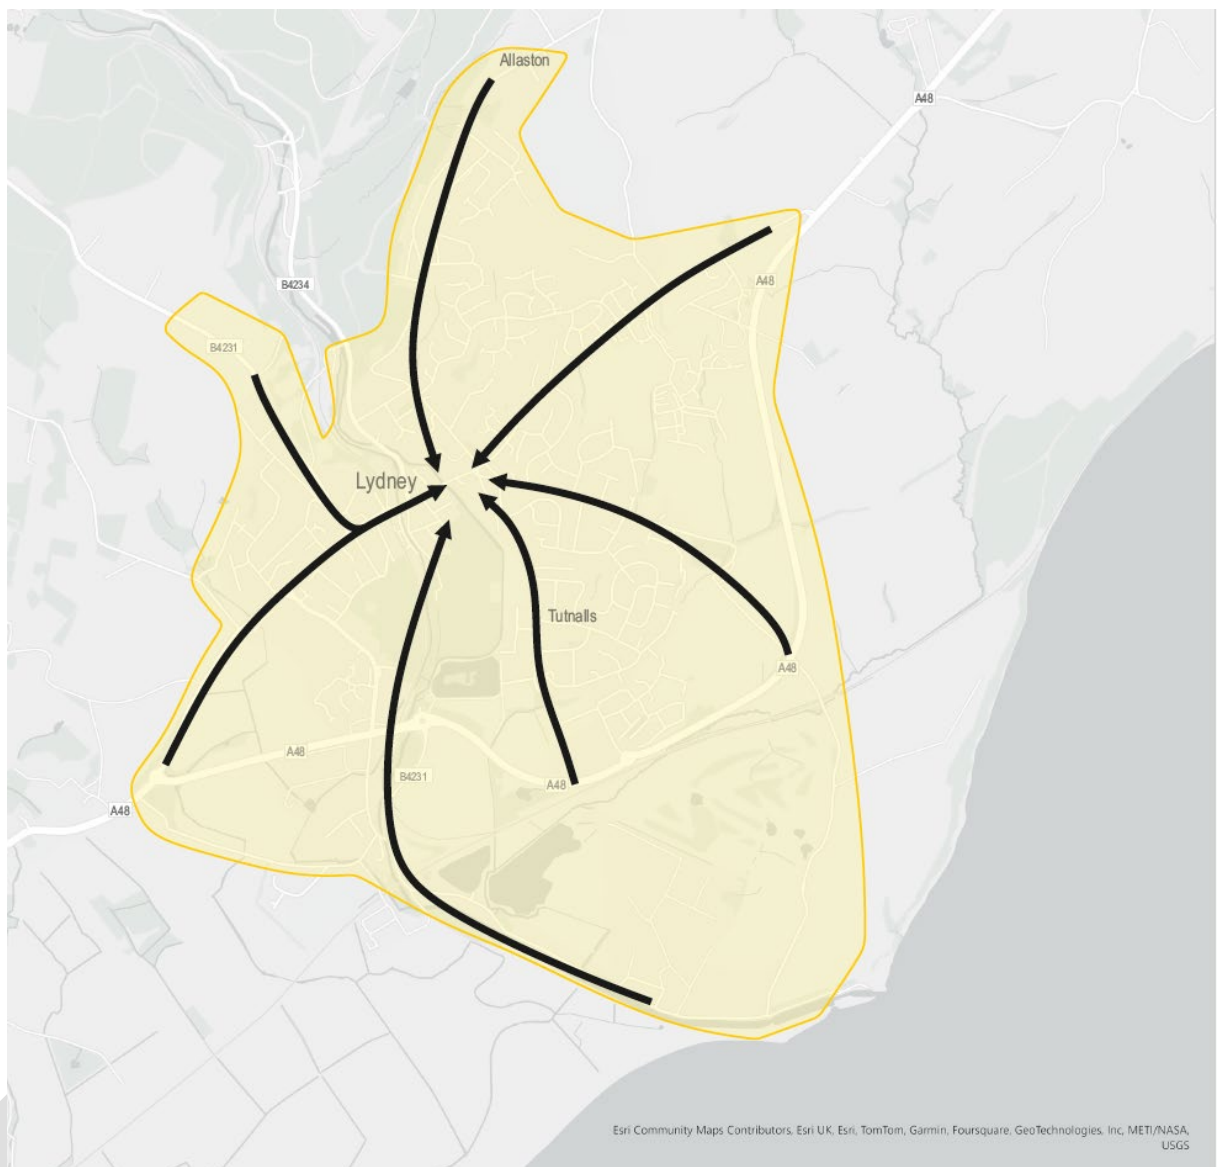 Allaston
A48
A48
B4234
B4231
Lydney
Tutnalls
A48
A48
B4231
A48
A48
Esri Community Maps Contributors, Esri UK, Esri, TomTom, Garmin, Foursquare, GeoTechnologies, Inc, METI/NASA,
USGS